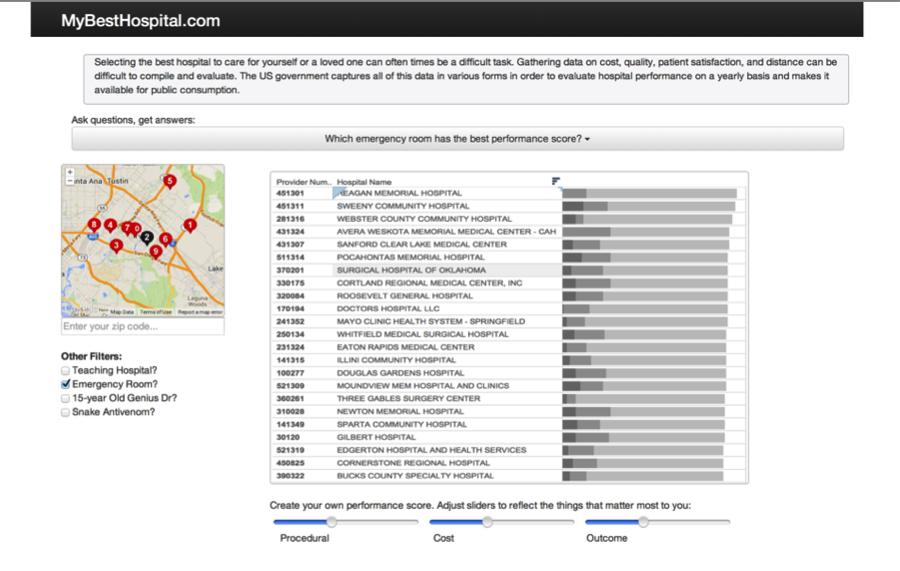 MyBestHospital.com
Selecting the best hospital to care for yourself or a loved one can often times be a difficult task. Gathering data on cost, quality, patient satisfaction, and distance can be
difficult to compile and evaluate. The US government captures all of this data in various forms in order to evaluate hospital performance on a yearly basis and makes it
available for public consumption.
Ask questions, get answers:
Which emergency room has the best performance score?
nta Ana Tustin
5
8 4 7 0 2 6 1
3 9
Lake
Laguna
Woods
Map Data Terms of Use Report a map error
Enter your zip code...
Other Filters:
Teaching Hospital?
Emergency Room?
15-year Old Genius Dr?
Snake Antivenom?
Provider Num.. Hospital Name
451301 REAGAN MEMORIAL HOSPITAL
451311 SWEENY COMMUNITY HOSPITAL
281316 WEBSTER COUNTY COMMUNITY HOSPITAL
431324 AVERA WESKOTA MEMORIAL MEDICAL CENTER - CAH
431307 SANFORD CLEAR LAKE MEDICAL CENTER
511314 POCAHONTAS MEMORIAL HOSPITAL
370201 SURGICAL HOSPITAL OF OKLAHOMA
330175 CORTLAND REGIONAL MEDICAL CENTER, INC
320084 ROOSEVELT GENERAL HOSPITAL
170194 DOCTORS HOSPITAL LLC
241352 MAYO CLINIC HEALTH SYSTEM - SPRINGFIELD
250134 WHITFIELD MEDICAL SURGICAL HOSPITAL
231324 EATON RAPIDS MEDICAL CENTER
141315 ILLINI COMMUNITY HOSPITAL
100277 DOUGLAS GARDENS HOSPITAL
521309 MOUNDVIEW MEM HOSPITAL AND CLINICS
360261 THREE GABLES SURGERY CENTER
310028 NEWTON MEMORIAL HOSPITAL
141349 SPARTA COMMUNITY HOSPITAL
30120 GILBERT HOSPITAL
521319 EDGERTON HOSPITAL AND HEALTH SERVICES
450825 CORNERSTONE REGIONAL HOSPITAL
390322 BUCKS COUNTY SPECIALTY HOSPITAL
Create your own performance score. Adjust sliders to reflect the things that matter most to you:
Procedural Cost Outcome